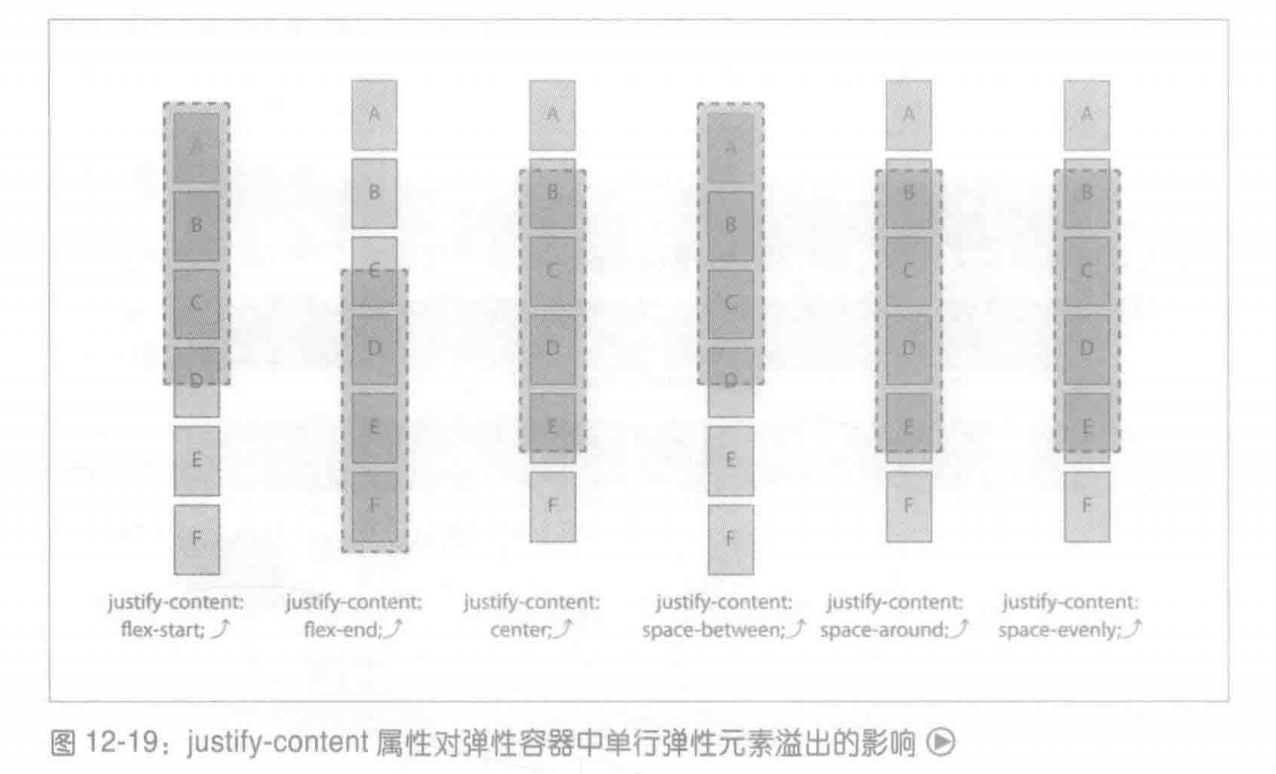 A A A A A A
B B B B B B
C C C C C C
D D D D D D
E E E E E E
F F F F F F
justify-content: justify-content: justify-content: justify-content: justify-content: justify-content:
flex-start; flex-end; center; space-between; space-around; space-evenly;
图 12-19：justify-content 属性对弹性容器中单行弹性元素溢出的影响